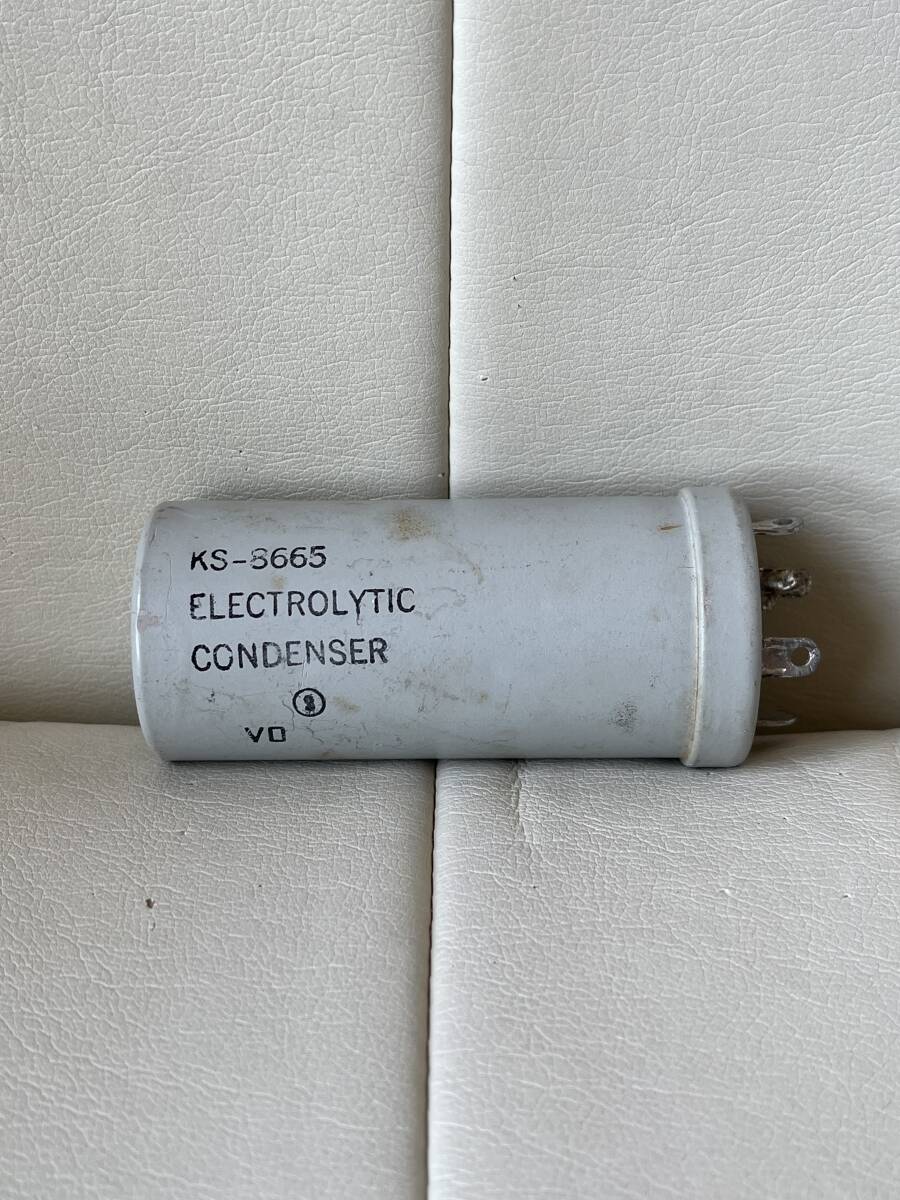 KS-8665
ELECTROLYTIC
CONDENSER
VO